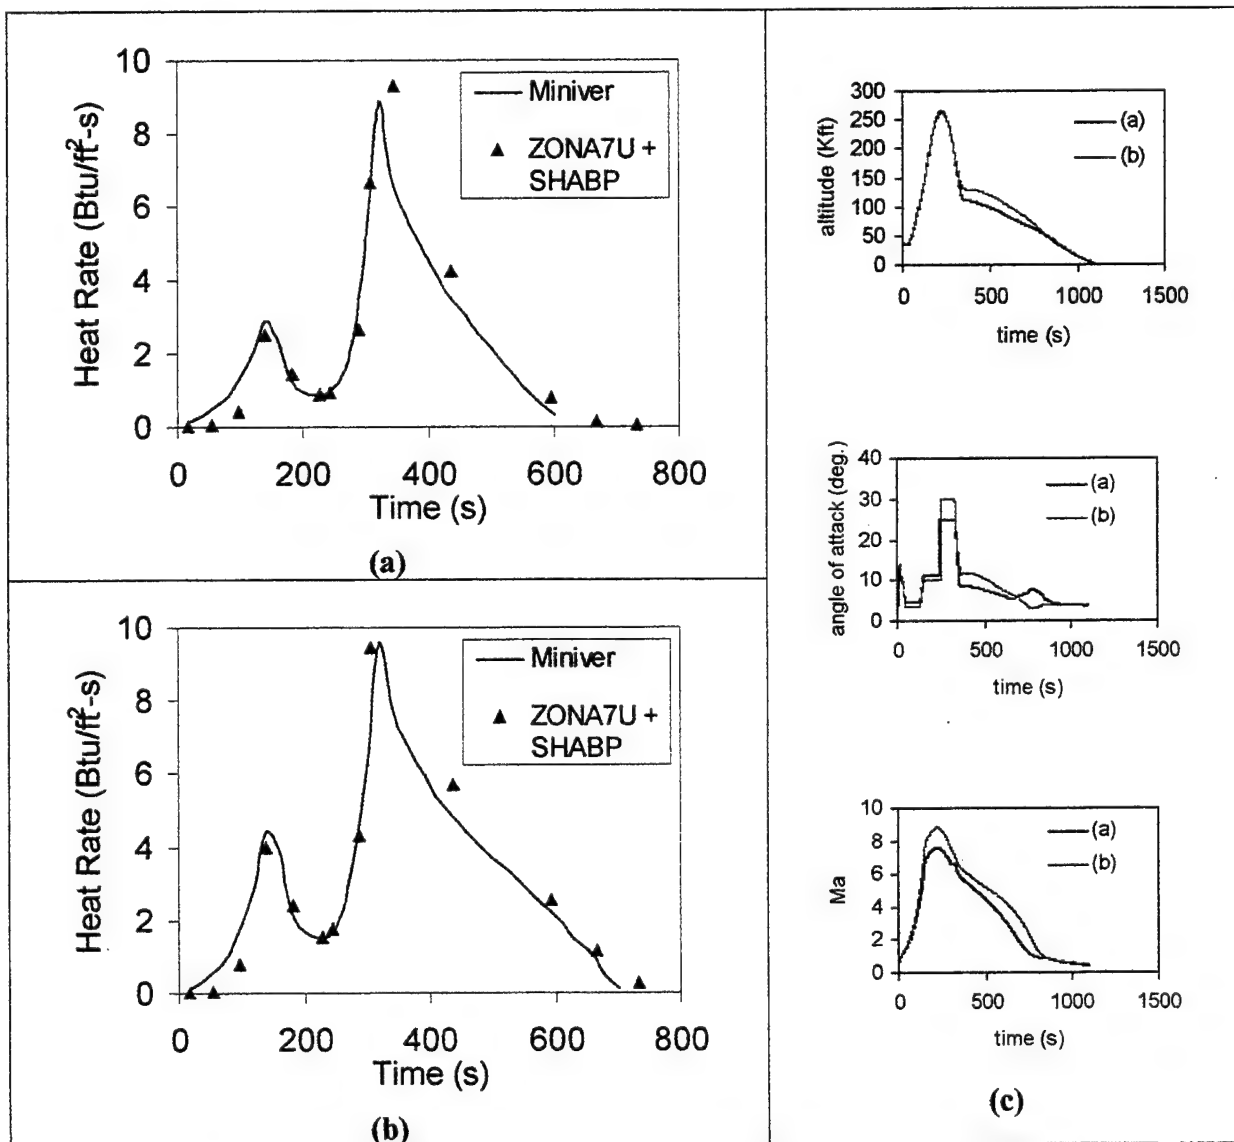 10
8
6
4
2
0
Heat Rate (Btu/ft²-s)
Miniver
ZONA7U +
SHABP
0 200 400 600 800
Time (s)
(a)
10
8
6
4
2
0
Heat Rate (Btu/ft²-s)
Miniver
ZONA7U +
SHABP
0 200 400 600 800
Time (s)
(b)
300
250
200
150
100
50
0
altitude (Kft)
(a)
(b)
0 500 1000 1500
time (s)
40
30
20
10
0
angle of attack (deg.)
(a)
(b)
0 500 1000 1500
time (s)
10
8
6
4
2
0
Ma
(a)
(b)
0 500 1000 1500
time (s)
(c)